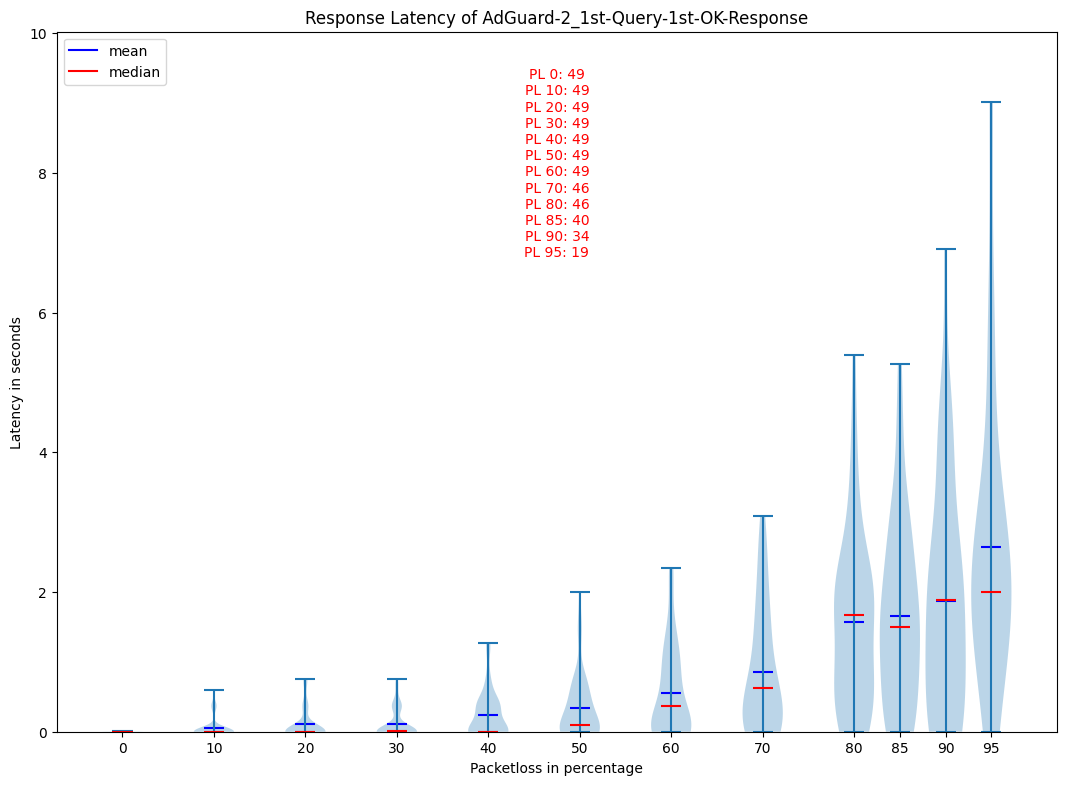 Response Latency of AdGuard-2_1st-Query-1st-OK-Response
mean
median
PL 0: 49
PL 10: 49
PL 20: 49
PL 30: 49
PL 40: 49
PL 50: 49
PL 60: 49
PL 70: 46
PL 80: 46
PL 85: 40
PL 90: 34
PL 95: 19
Latency in seconds
10
8
6
4
2
0
0 10 20 30 40 50 60 70 80 85 90 95
Packetloss in percentage